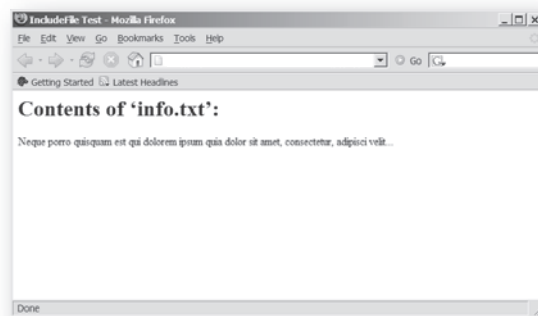 IncludeFile Test - Mozilla Firefox
File Edit View Go Bookmarks Tools Help
Go G
Getting Started Latest Headlines
Contents of ‘info.txt’:
Neque porro quisquam est qui dolorem ipsum quia dolor sit amet, consectetur, adipisci velit...
Done